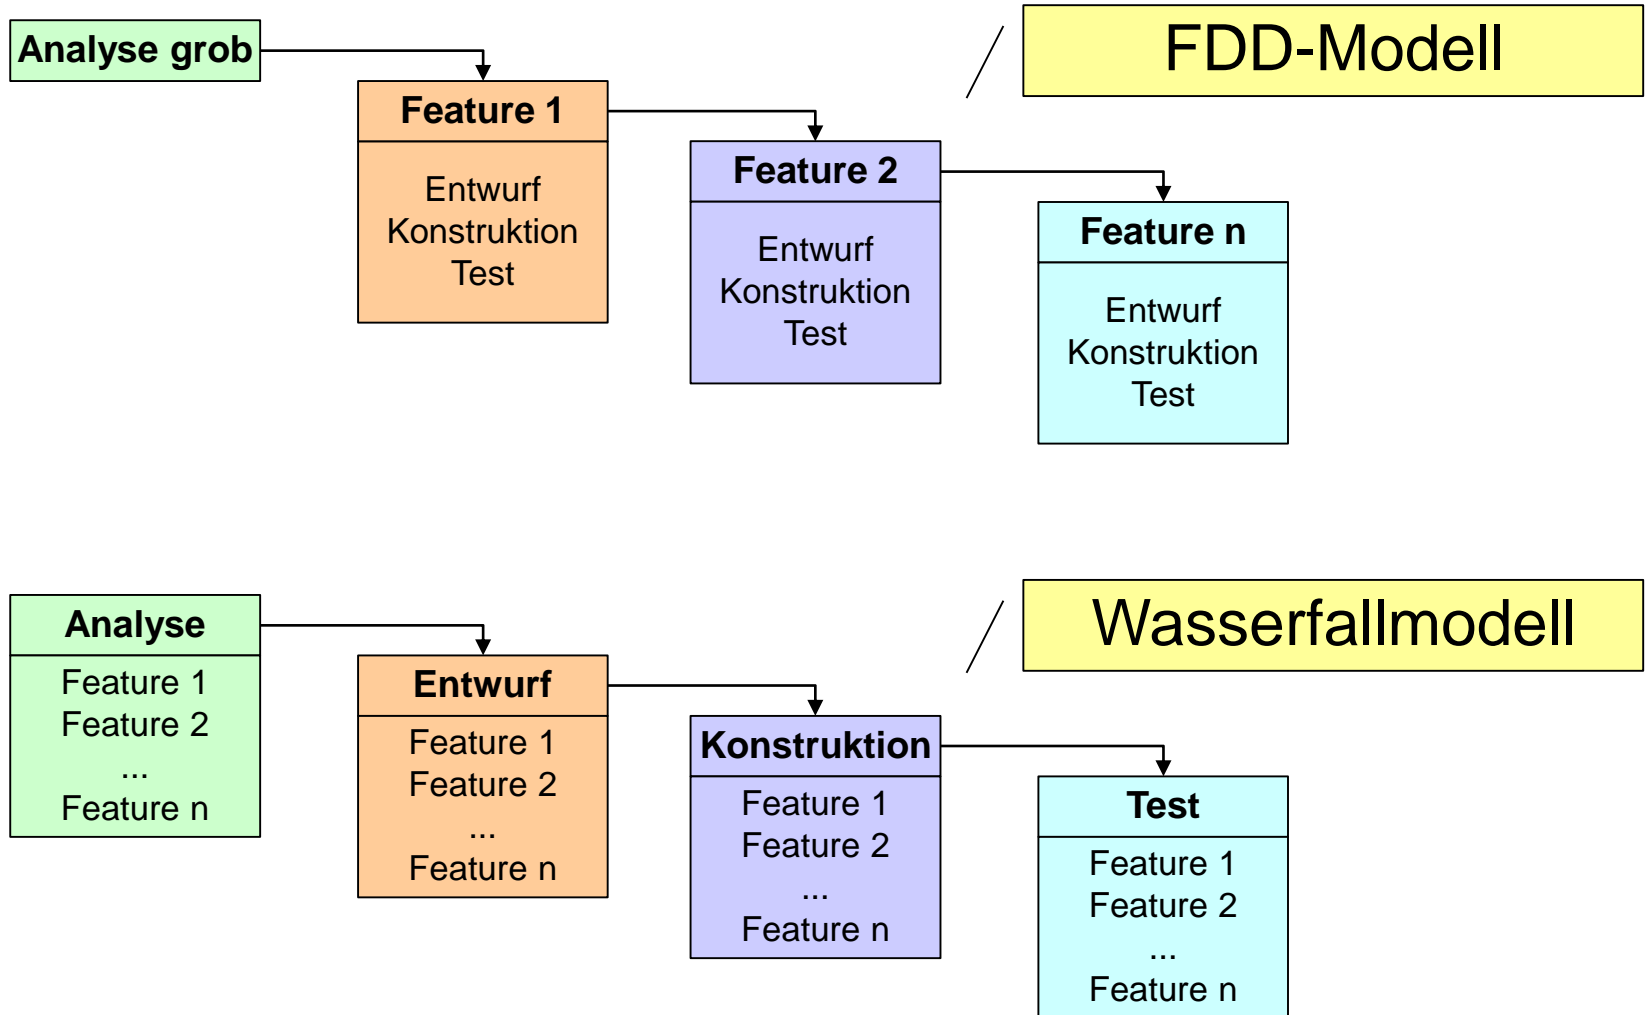 Analyse grob
FDD-Modell
Feature 1
Entwurf
Konstruktion
Test
Feature 2
Entwurf
Konstruktion
Test
Feature n
Entwurf
Konstruktion
Test
Wasserfallmodell
Analyse
Feature 1
Feature 2
...
Feature n
Entwurf
Feature 1
Feature 2
...
Feature n
Konstruktion
Feature 1
Feature 2
...
Feature n
Test
Feature 1
Feature 2
...
Feature n